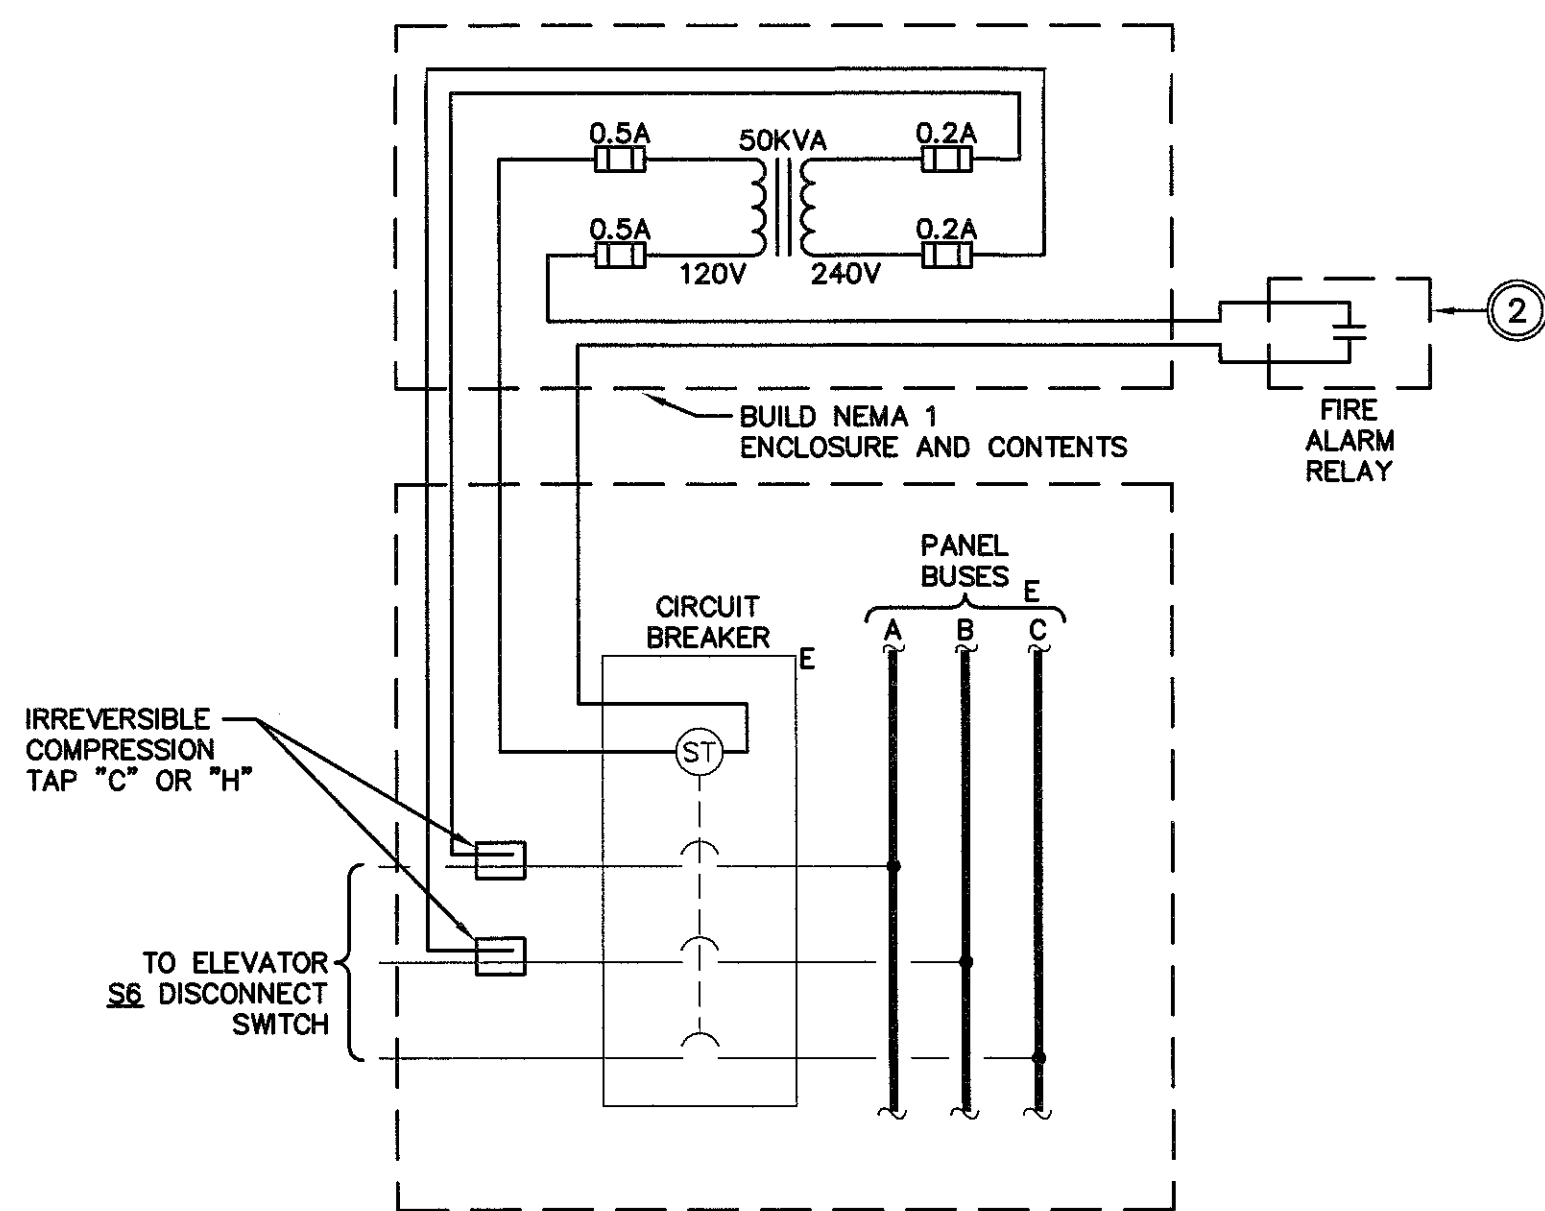 0.5A
50KVA
0.2A
0.5A
0.2A
120V
240V
2
BUILD NEMA 1
ENCLOSURE AND CONTENTS
FIRE
ALARM
RELAY
PANEL
BUSES
E
A
B
C
CIRCUIT
BREAKER
E
ST
IRREVERSIBLE
COMPRESSION
TAP "C" OR "H"
TO ELEVATOR
S6 DISCONNECT
SWITCH